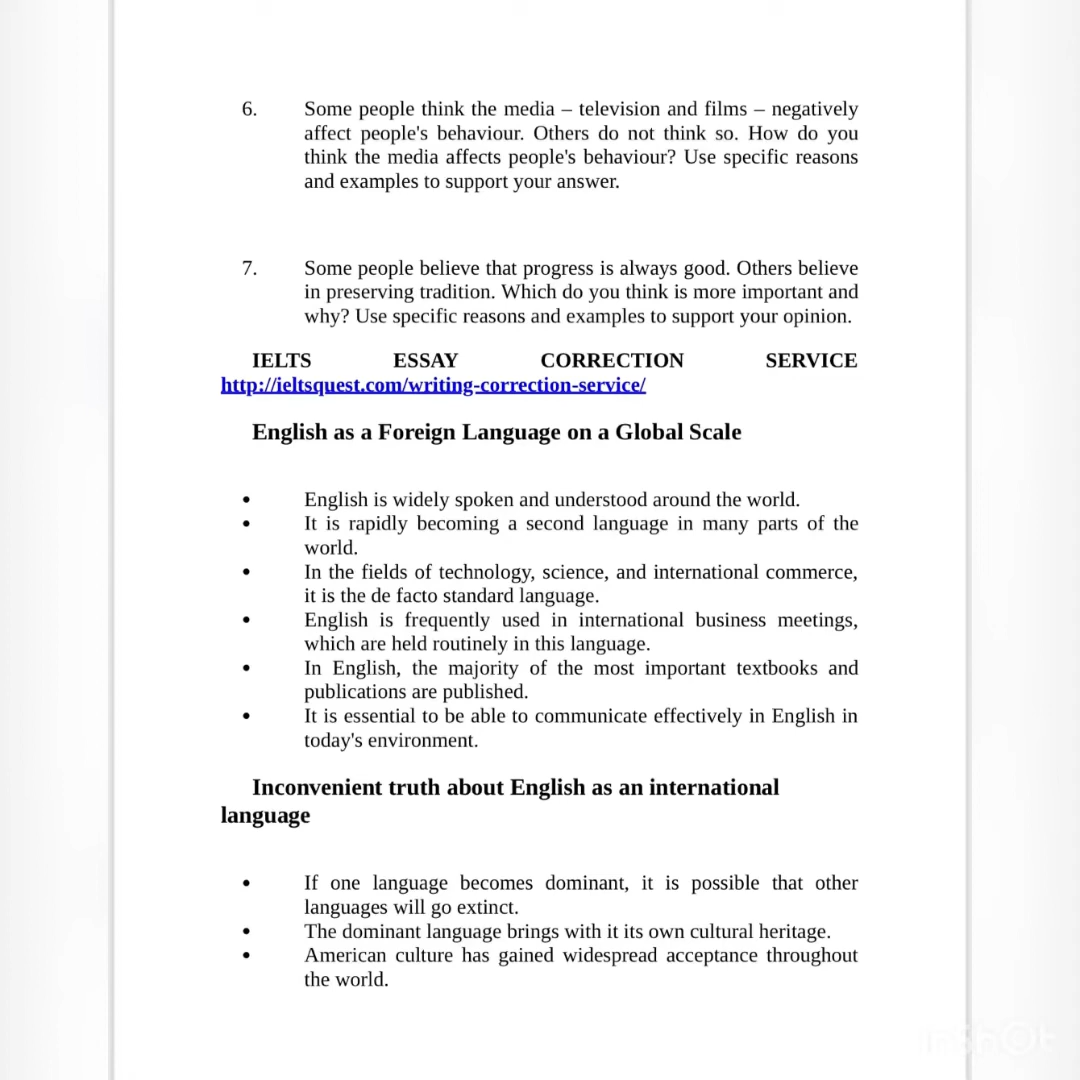 6. Some people think the media – television and films – negatively
affect people's behaviour. Others do not think so. How do you
think the media affects people's behaviour? Use specific reasons
and examples to support your answer.
7. Some people believe that progress is always good. Others believe
in preserving tradition. Which do you think is more important and
why? Use specific reasons and examples to support your opinion.
IELTS ESSAY CORRECTION SERVICE
http://ieltsquest.com/writing-correction-service/
English as a Foreign Language on a Global Scale
• English is widely spoken and understood around the world.
• It is rapidly becoming a second language in many parts of the
world.
• In the fields of technology, science, and international commerce,
it is the de facto standard language.
• English is frequently used in international business meetings,
which are held routinely in this language.
• In English, the majority of the most important textbooks and
publications are published.
• It is essential to be able to communicate effectively in English in
today's environment.
Inconvenient truth about English as an international
language
• If one language becomes dominant, it is possible that other
languages will go extinct.
• The dominant language brings with it its own cultural heritage.
• American culture has gained widespread acceptance throughout
the world.
InShOt